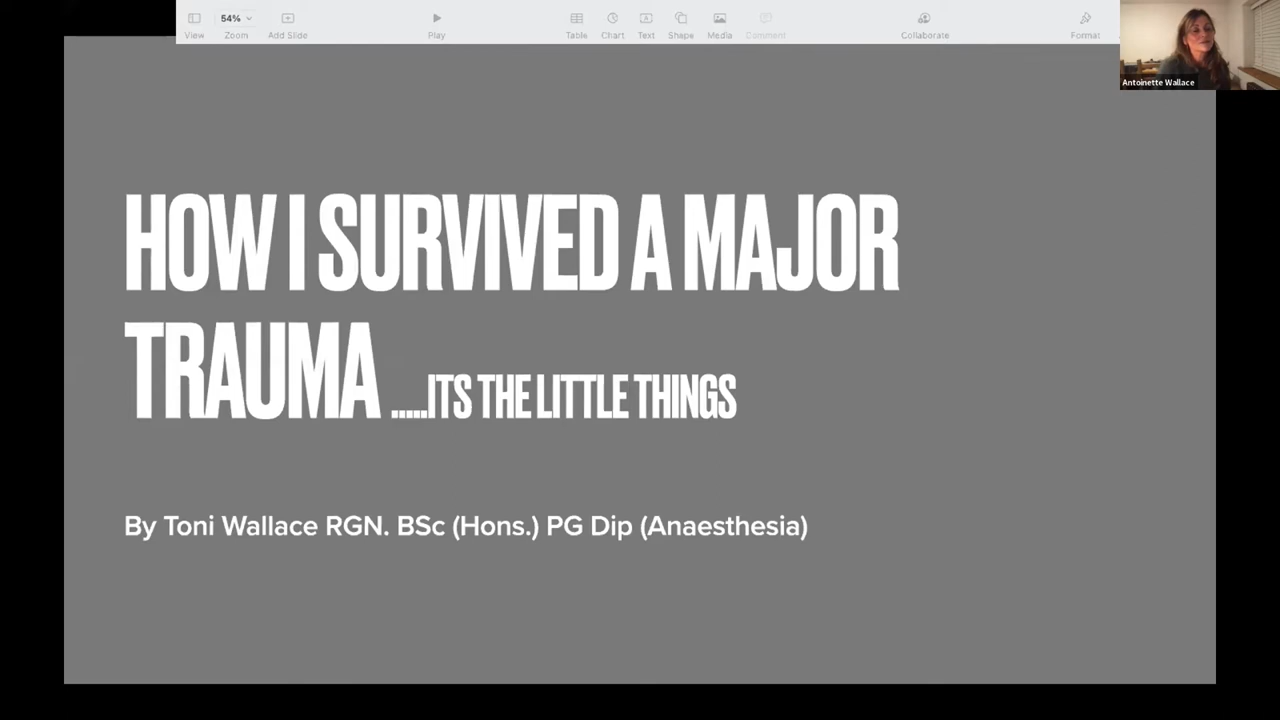 54%
View Zoom Add Slide Play Table Chart Text Shape Media Comment Collaborate Format
Antoinette Wallace
HOW I SURVIVED A MAJOR
TRAUMA .....ITS THE LITTLE THINGS
By Toni Wallace RGN. BSc (Hons.) PG Dip (Anaesthesia)